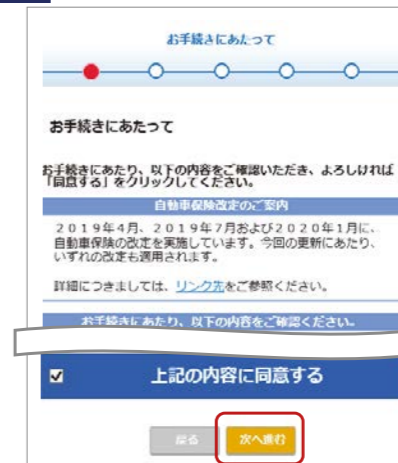 お手続きにあたって
お手続きにあたって
お手続きにあたり、以下の内容をご確認いただき、よろしければ
「同意する」をクリックしてください。
自動車保険改定のご案内
2019年4月、2019年7月および2020年1月に、
自動車保険の改定を実施しています。今回の更新にあたり、
いずれの改定も適用されます。
詳細につきましては、リンク先をご参照ください。
お手続きにあたり、以下の内容をご確認ください。
上記の内容に同意する
戻る 次へ進む